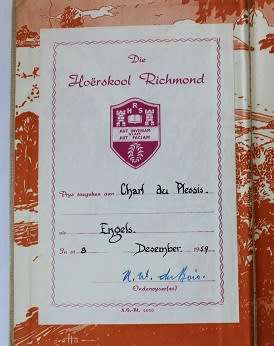 Die
Hoërskool Richmond
H R S
AUT INVENIAM
VIAM
AUT FACIAM
Prys toegeken aan Charl du Plessis.
vir Engels.
8 Desember 1959
Onderwyser(es)